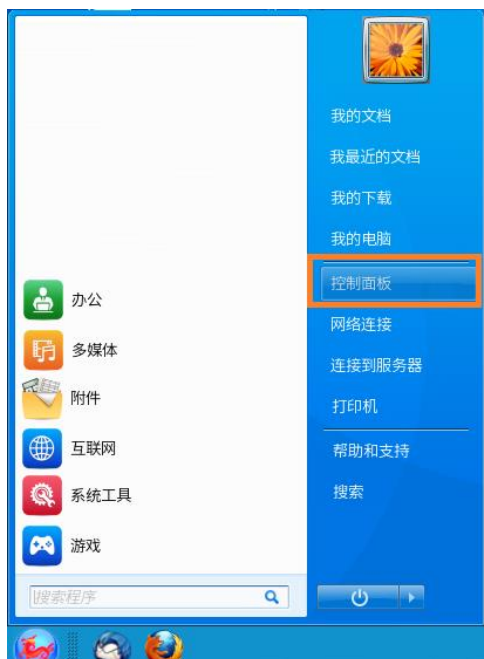 办公
多媒体
附件
互联网
系统工具
游戏
搜索程序
我的文档
我最近的文档
我的下载
我的电脑
控制面板
网络连接
连接到服务器
打印机
帮助和支持
搜索